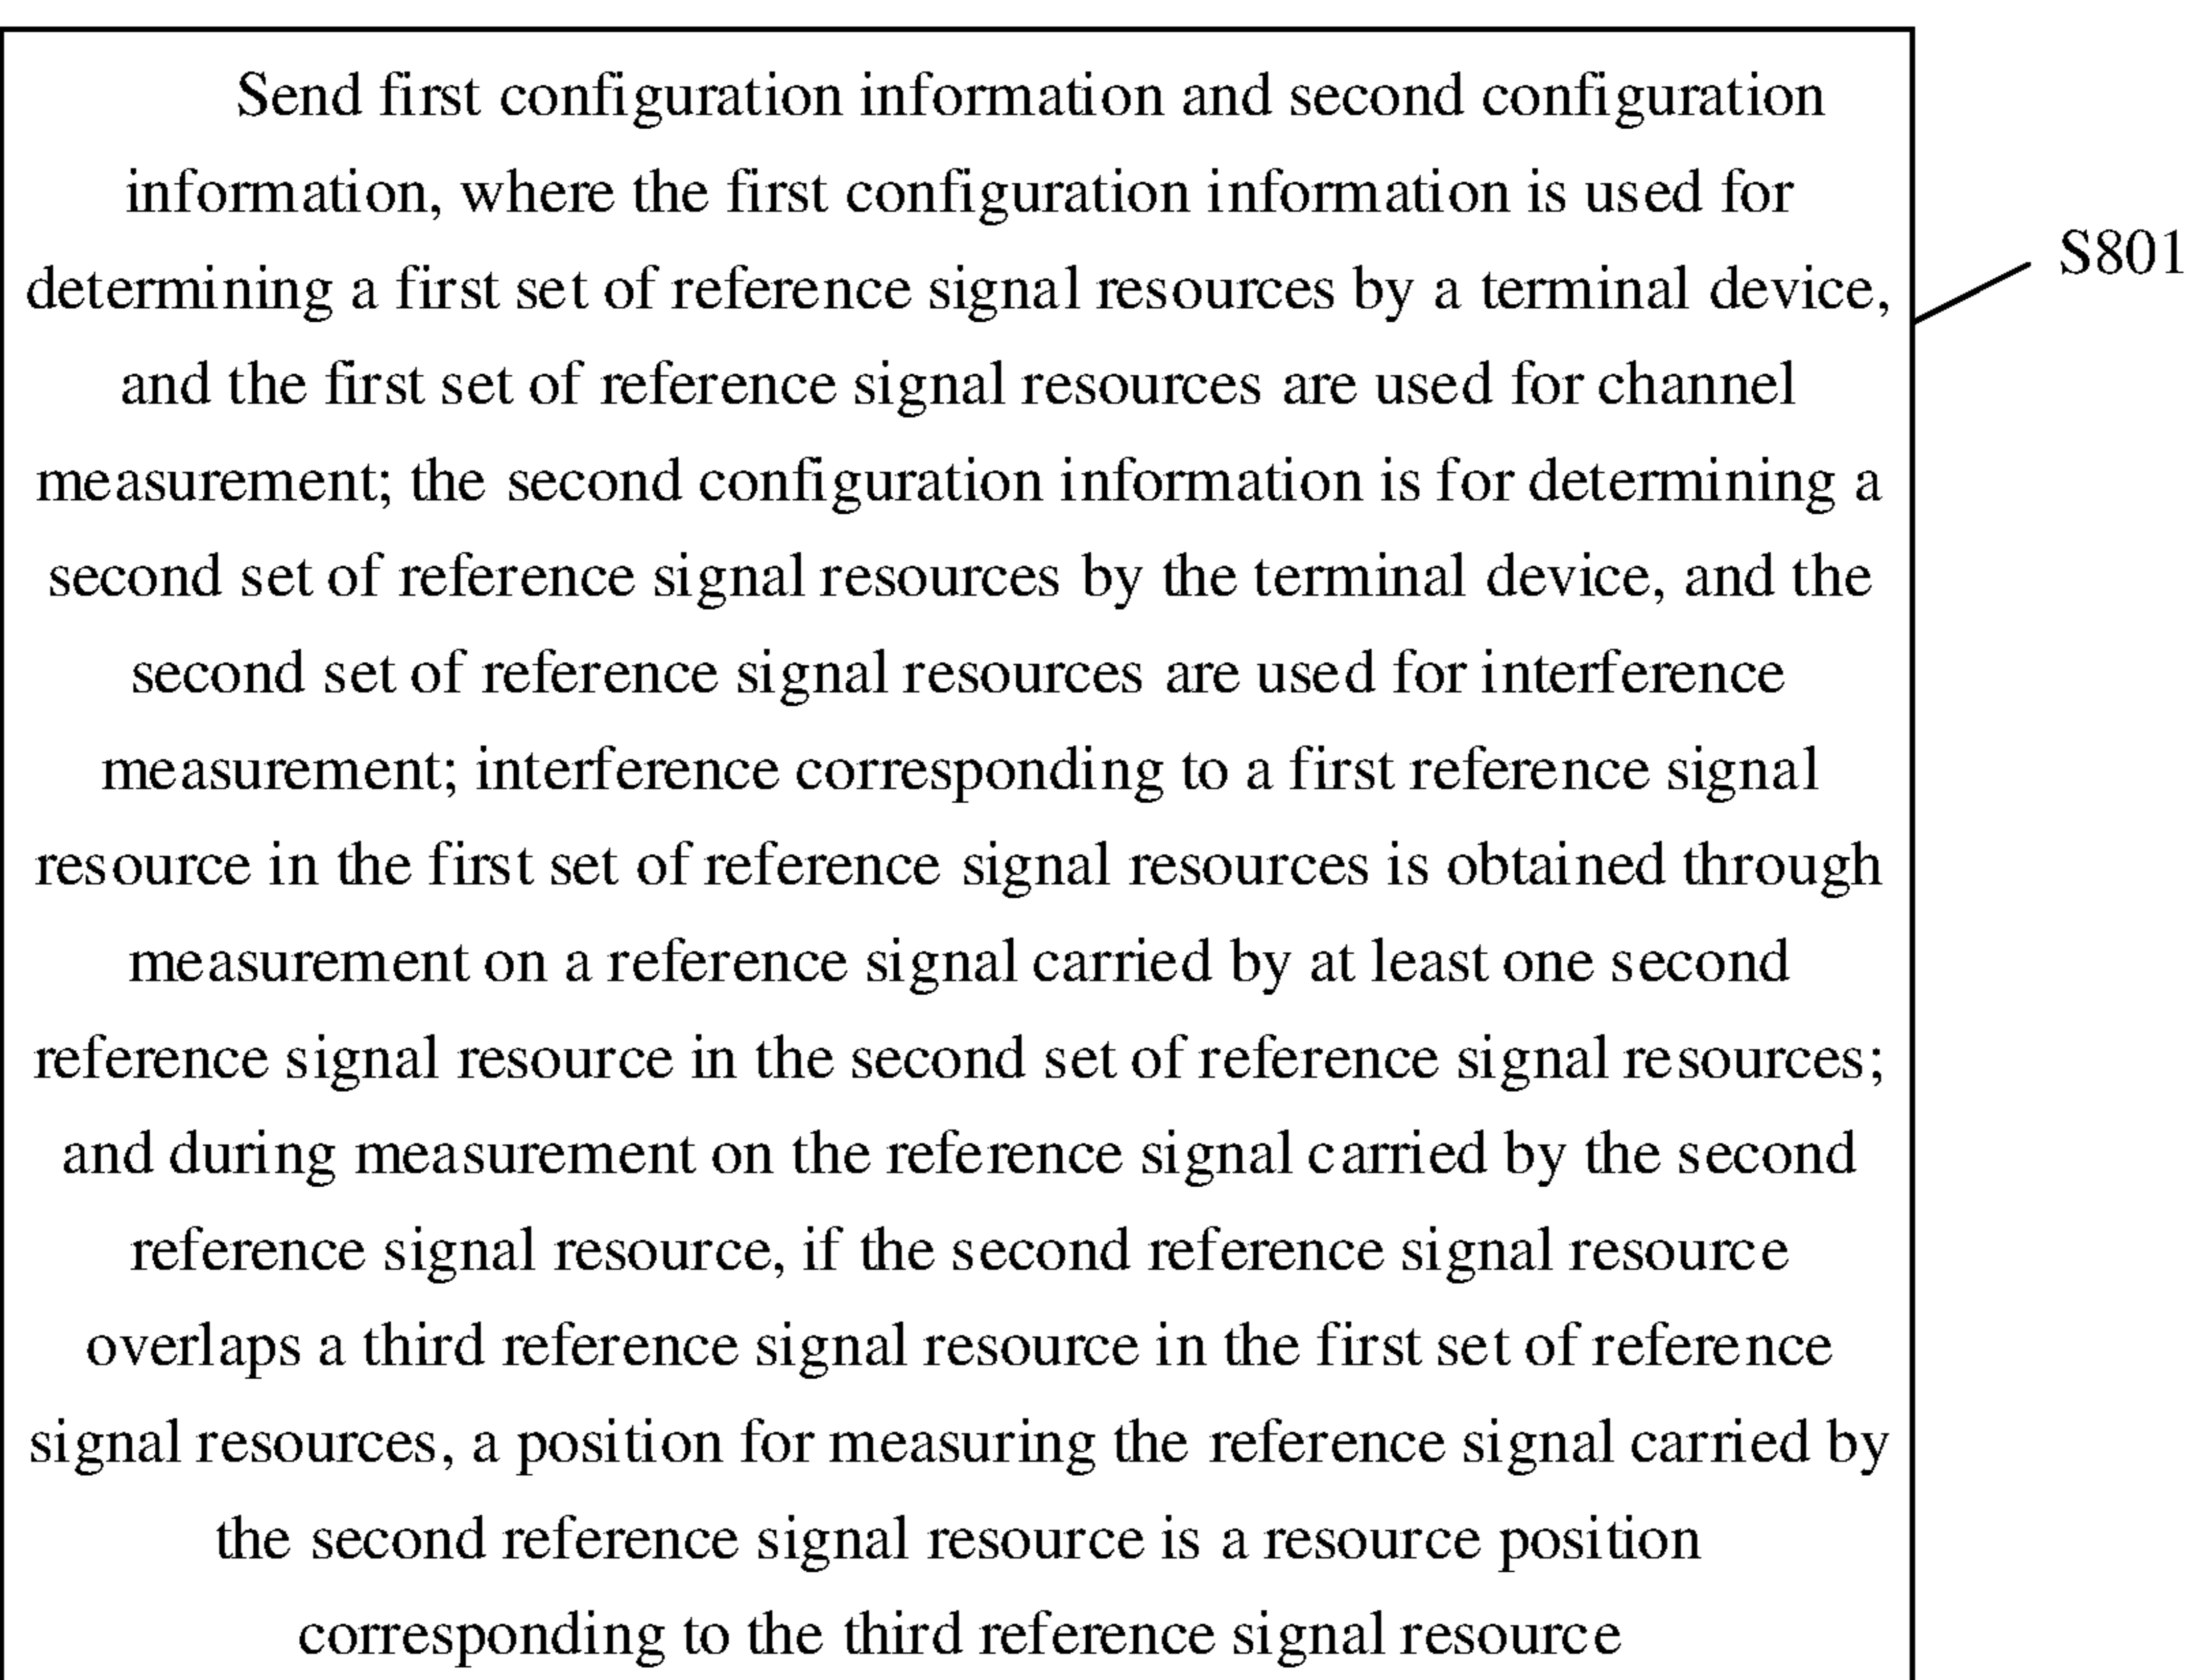 Send first configuration information and second configuration
information, where the first configuration information is used for
determining a first set of reference signal resources by a terminal device,
and the first set of reference signal resources are used for channel
measurement; the second configuration information is for determining a
second set of reference signal resources by the terminal device, and the
second set of reference signal resources are used for interference
measurement; interference corresponding to a first reference signal
resource in the first set of reference signal resources is obtained through
measurement on a reference signal carried by at least one second
reference signal resource in the second set of reference signal resources;
and during measurement on the reference signal carried by the second
reference signal resource, if the second reference signal resource
overlaps a third reference signal resource in the first set of reference
signal resources, a position for measuring the reference signal carried by
the second reference signal resource is a resource position
corresponding to the third reference signal resource
S801